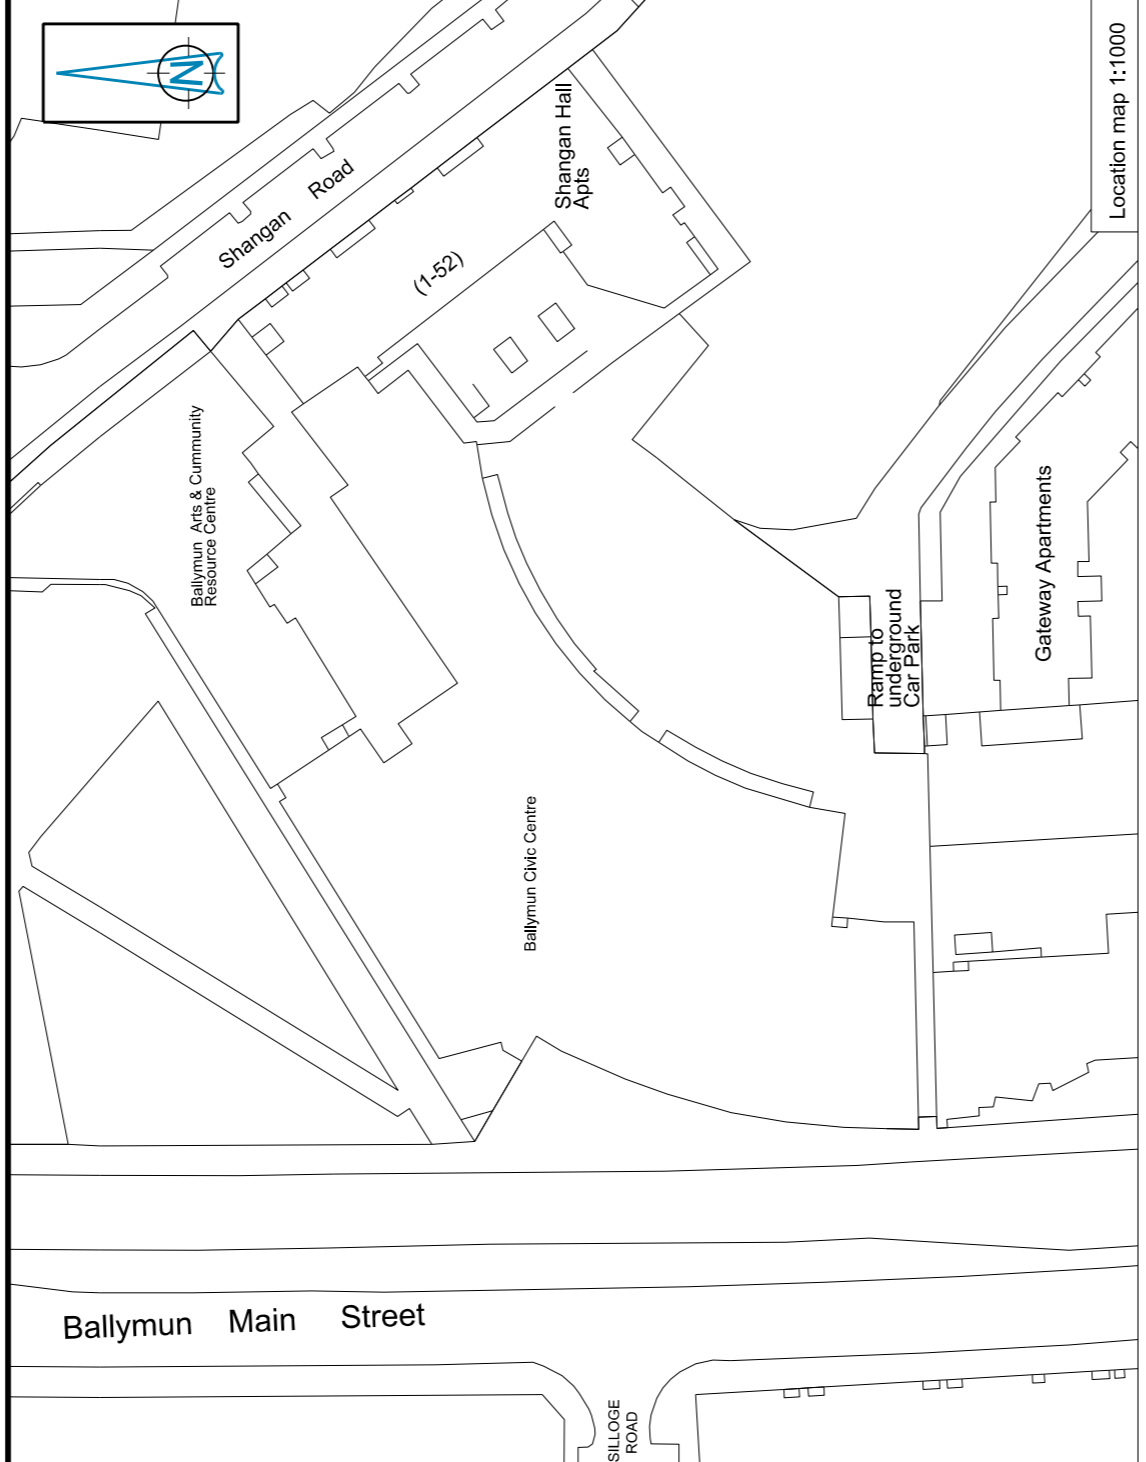 N
Location map 1:1000
Shangan Road
Shangan Hall
Apts
(1-52)
Ballymun Arts & Cummunity
Resource Centre
Gateway Apartments
Ramp to
underground
Car Park
Ballymun Civic Centre
Ballymun Main Street
SILLOGE
ROAD